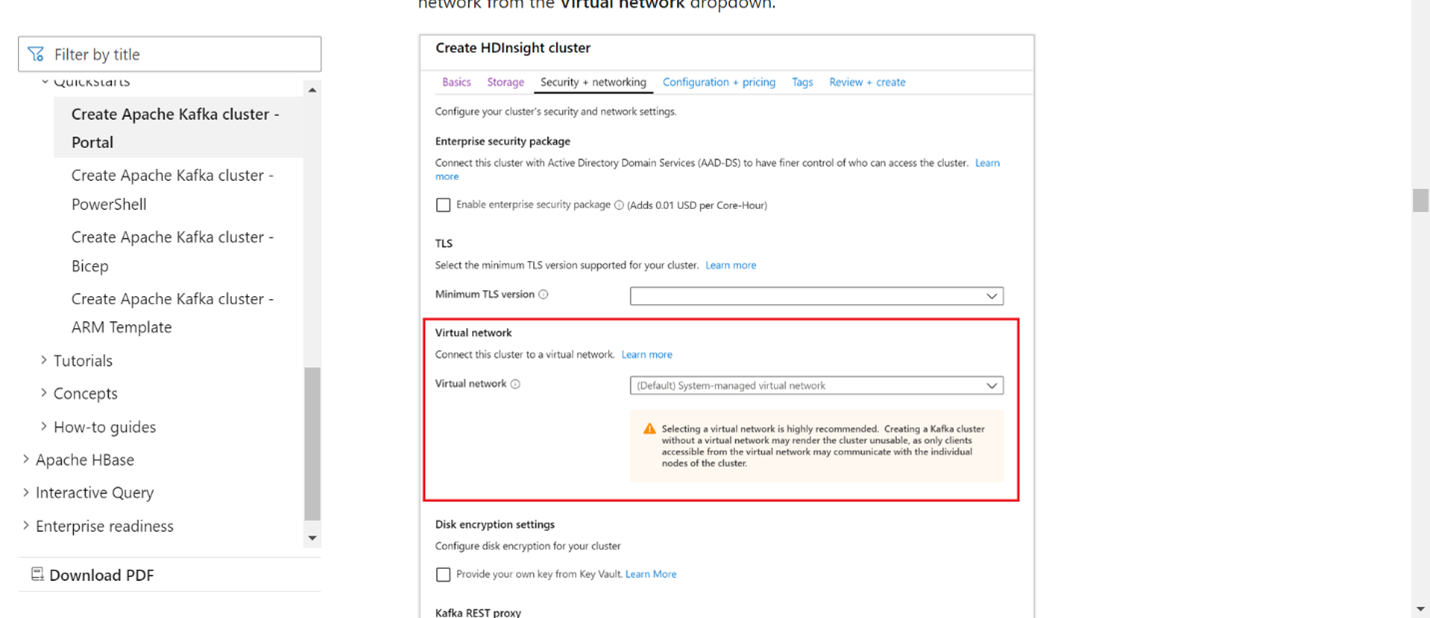 network from the Virtual network dropdown.
Filter by title
Quickstarts
Create Apache Kafka cluster -
Portal
Create Apache Kafka cluster -
PowerShell
Create Apache Kafka cluster -
Bicep
Create Apache Kafka cluster -
ARM Template
Tutorials
Concepts
How-to guides
Apache HBase
Interactive Query
Enterprise readiness
Download PDF
Create HDInsight cluster
Basics Storage Security + networking Configuration + pricing Tags Review + create
Configure your cluster's security and network settings.
Enterprise security package
Connect this cluster with Active Directory Domain Services (AAD-DS) to have finer control of who can access the cluster. Learn
more
Enable enterprise security package (Adds 0.01 USD per Core-Hour)
TLS
Select the minimum TLS version supported for your cluster. Learn more
Minimum TLS version
Virtual network
Connect this cluster to a virtual network. Learn more
Virtual network (Default) System-managed virtual network
Selecting a virtual network is highly recommended. Creating a Kafka cluster
without a virtual network may render the cluster unusable, as only clients
accessible from the virtual network may communicate with the individual
nodes of the cluster.
Disk encryption settings
Configure disk encryption for your cluster
Provide your own key from Key Vault. Learn More
Kafka REST proxy